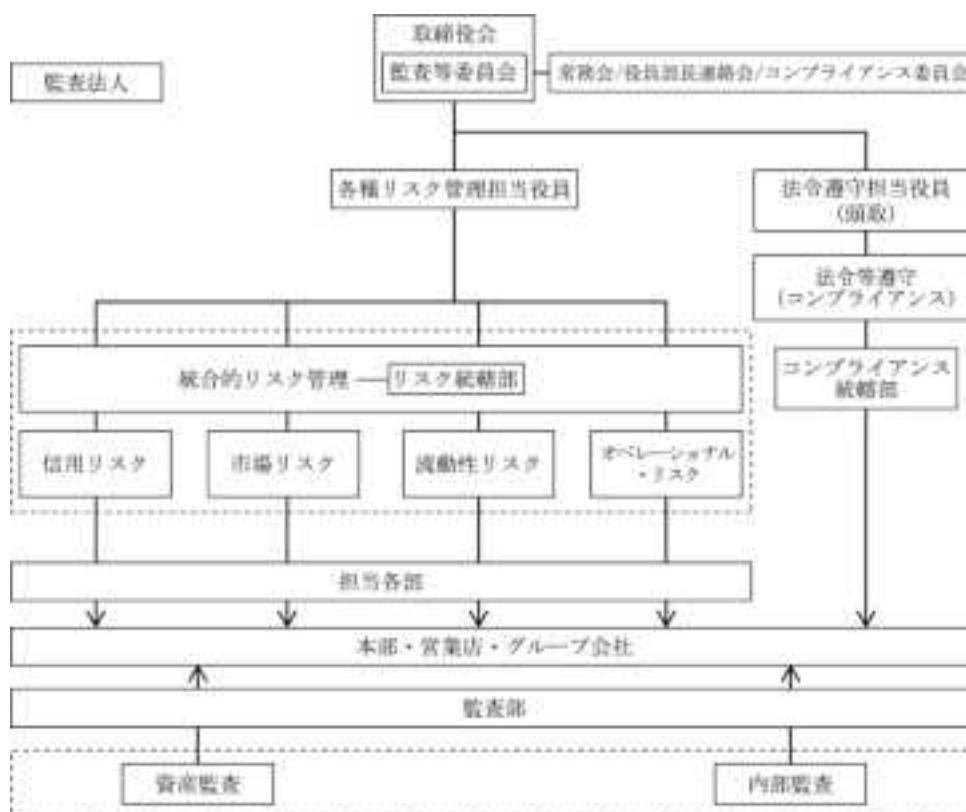 取締役会
監査等委員会
常務会/役員部長連絡会/コンプライアンス委員会
監査法人
各種リスク管理担当役員
法令遵守担当役員
(頭取)
法令等遵守
(コンプライアンス)
統合的リスク管理
リスク統轄部
コンプライアンス
統轄部
信用リスク
市場リスク
流動性リスク
オペレーショナル
・リスク
担当各部
本部・営業店・グループ会社
監査部
資産監査
内部監査